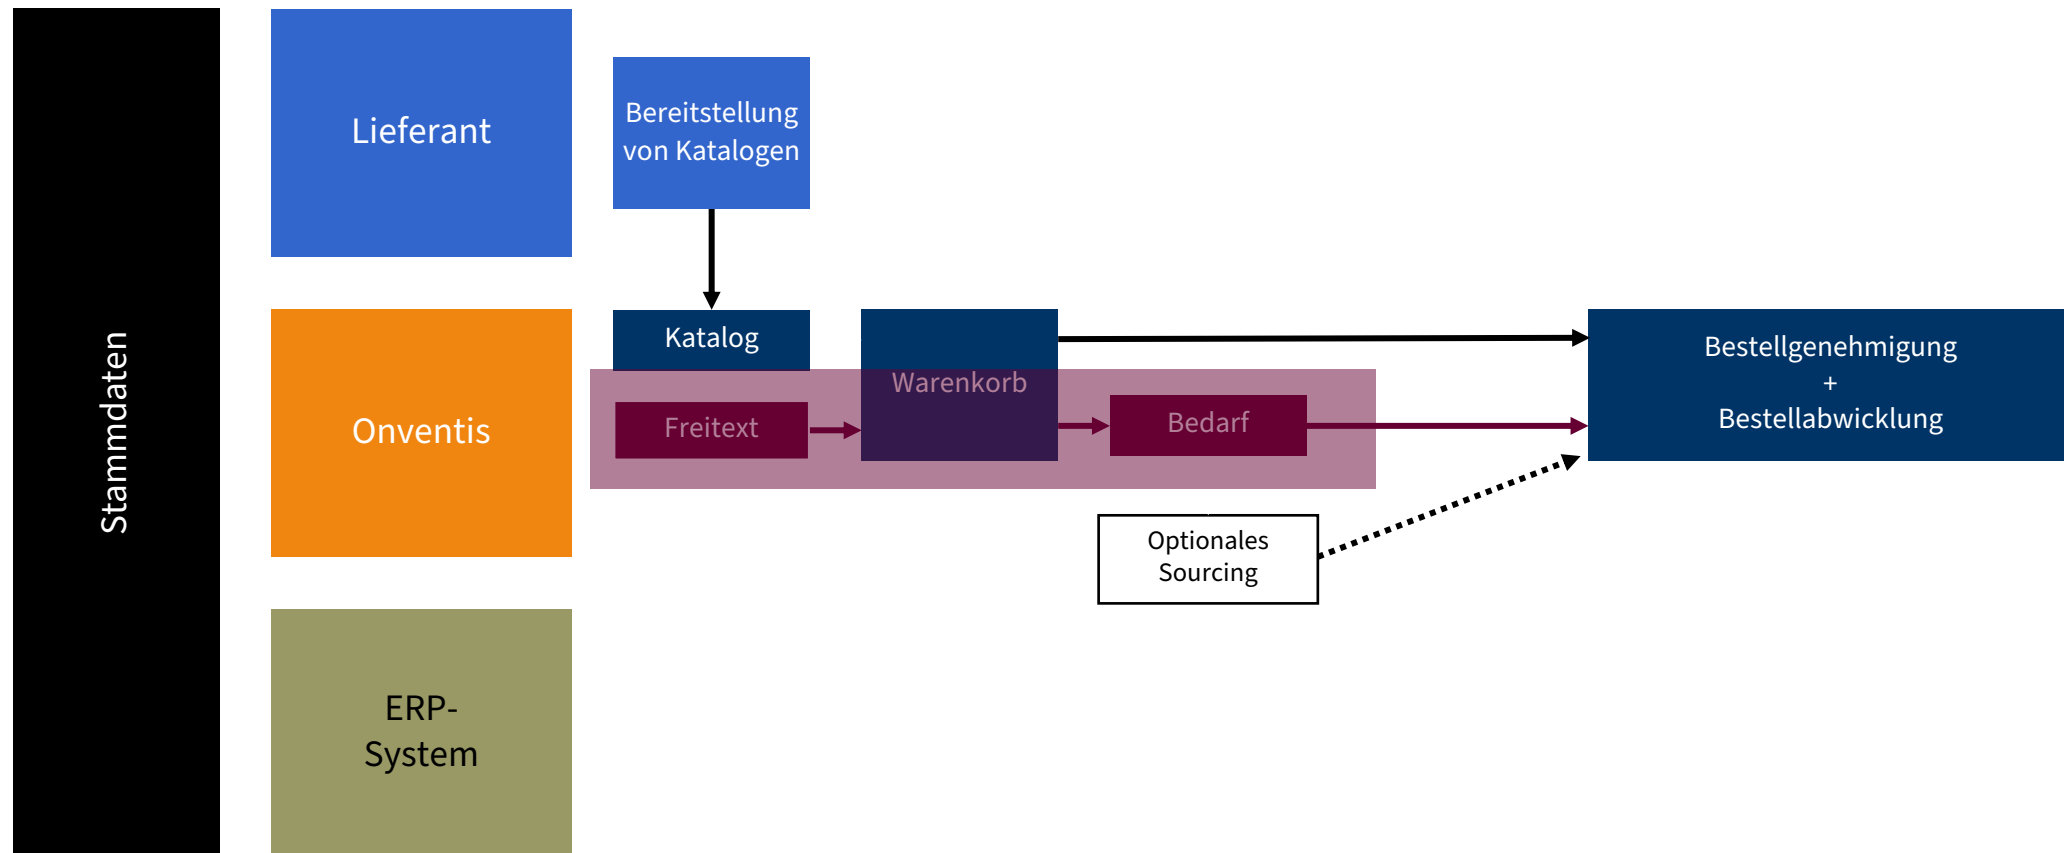 Stammdaten
Lieferant
Bereitstellung
von Katalogen
Onventis
Katalog
Warenkorb
Freitext
Bedarf
Bestellgenehmigung
+
Bestellabwicklung
Optionales
Sourcing
ERP-
System